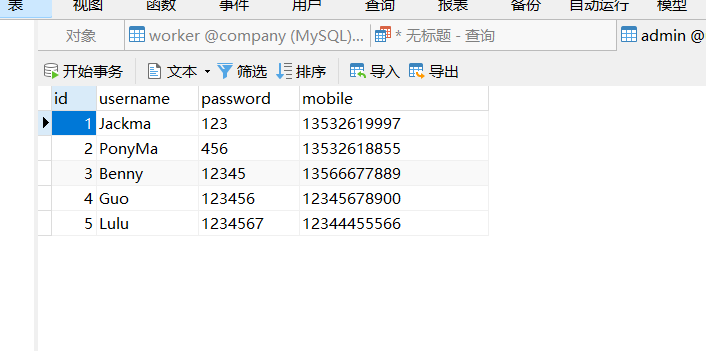 表 视图 函数 事件 用户 查询 报表 备份 自动运行 模型
对象 worker @company (MySQL)... * 无标题 - 查询 admin @
开始事务 文本 筛选 排序 导入 导出
id username password mobile
1 Jackma 123 13532619997
2 PonyMa 456 13532618855
3 Benny 12345 13566677889
4 Guo 123456 12345678900
5 Lulu 1234567 12344455566